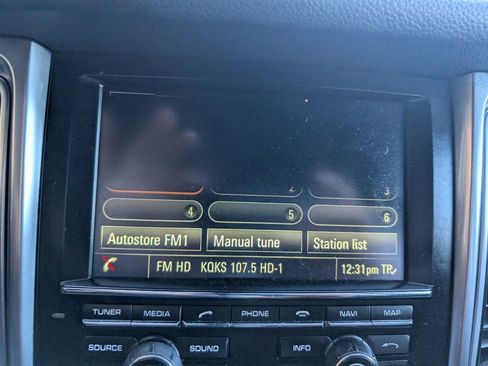 2 3
4 5 6
Autostore FM1 Manual tune Station list
FM HD KQKS 107.5 HD-1 12:31pm TP
TUNER MEDIA PHONE NAVI MAP
SOURCE SOUND INFO